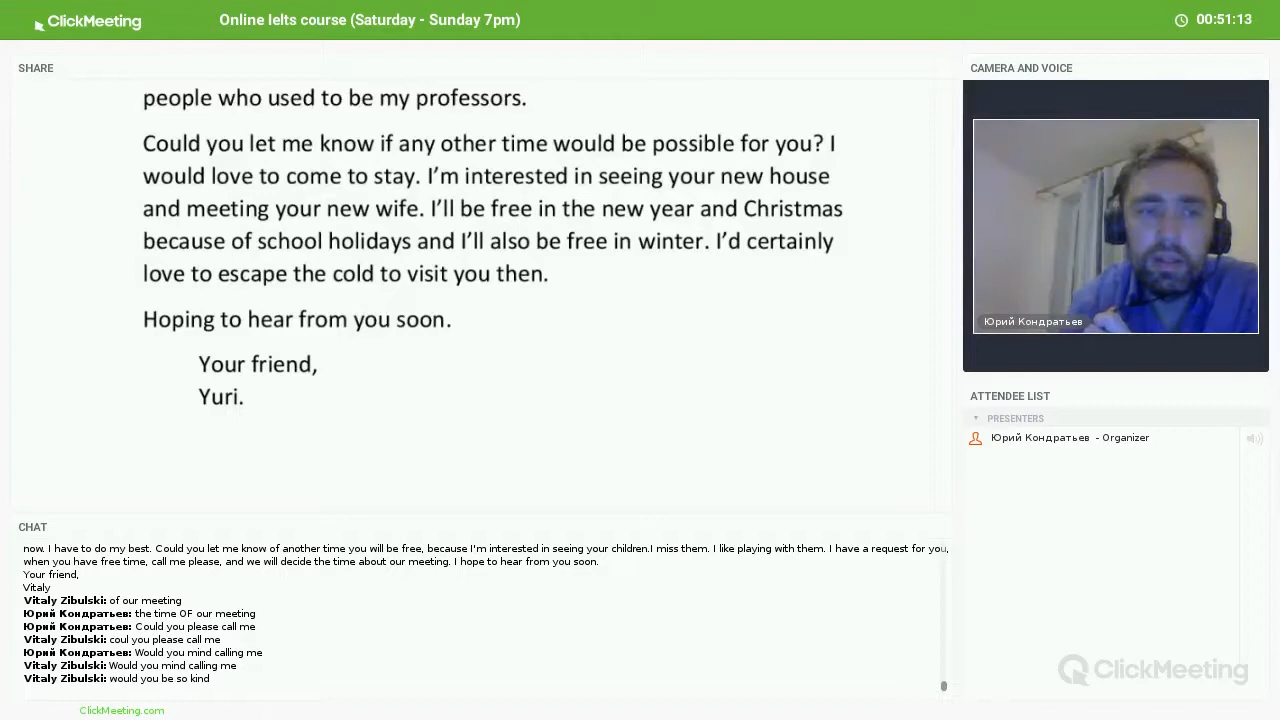 ClickMeeting
Online Ielts course (Saturday - Sunday 7pm)
00:51:13
SHARE
people who used to be my professors.
Could you let me know if any other time would be possible for you? I
would love to come to stay. I'm interested in seeing your new house
and meeting your new wife. I'll be free in the new year and Christmas
because of school holidays and I'll also be free in winter. I'd certainly
love to escape the cold to visit you then.
Hoping to hear from you soon.
Your friend,
Yuri.
CAMERA AND VOICE
Юрий Кондратьев
ATTENDEE LIST
PRESENTERS
Юрий Кондратьев - Organizer
CHAT
now. I have to do my best. Could you let me know of another time you will be free, because I'm interested in seeing your children.I miss them. I like playing with them. I have a request for you,
when you have free time, call me please, and we will decide the time about our meeting. I hope to hear from you soon.
Your friend,
Vitaly
Vitaly Zibulski: of our meeting
Юрий Кондратьев: the time OF our meeting
Юрий Кондратьев: Could you please call me
Vitaly Zibulski: coul you please call me
Юрий Кондратьев: Would you mind calling me
Vitaly Zibulski: Would you mind calling me
Vitaly Zibulski: would you be so kind
ClickMeeting
ClickMeeting.com